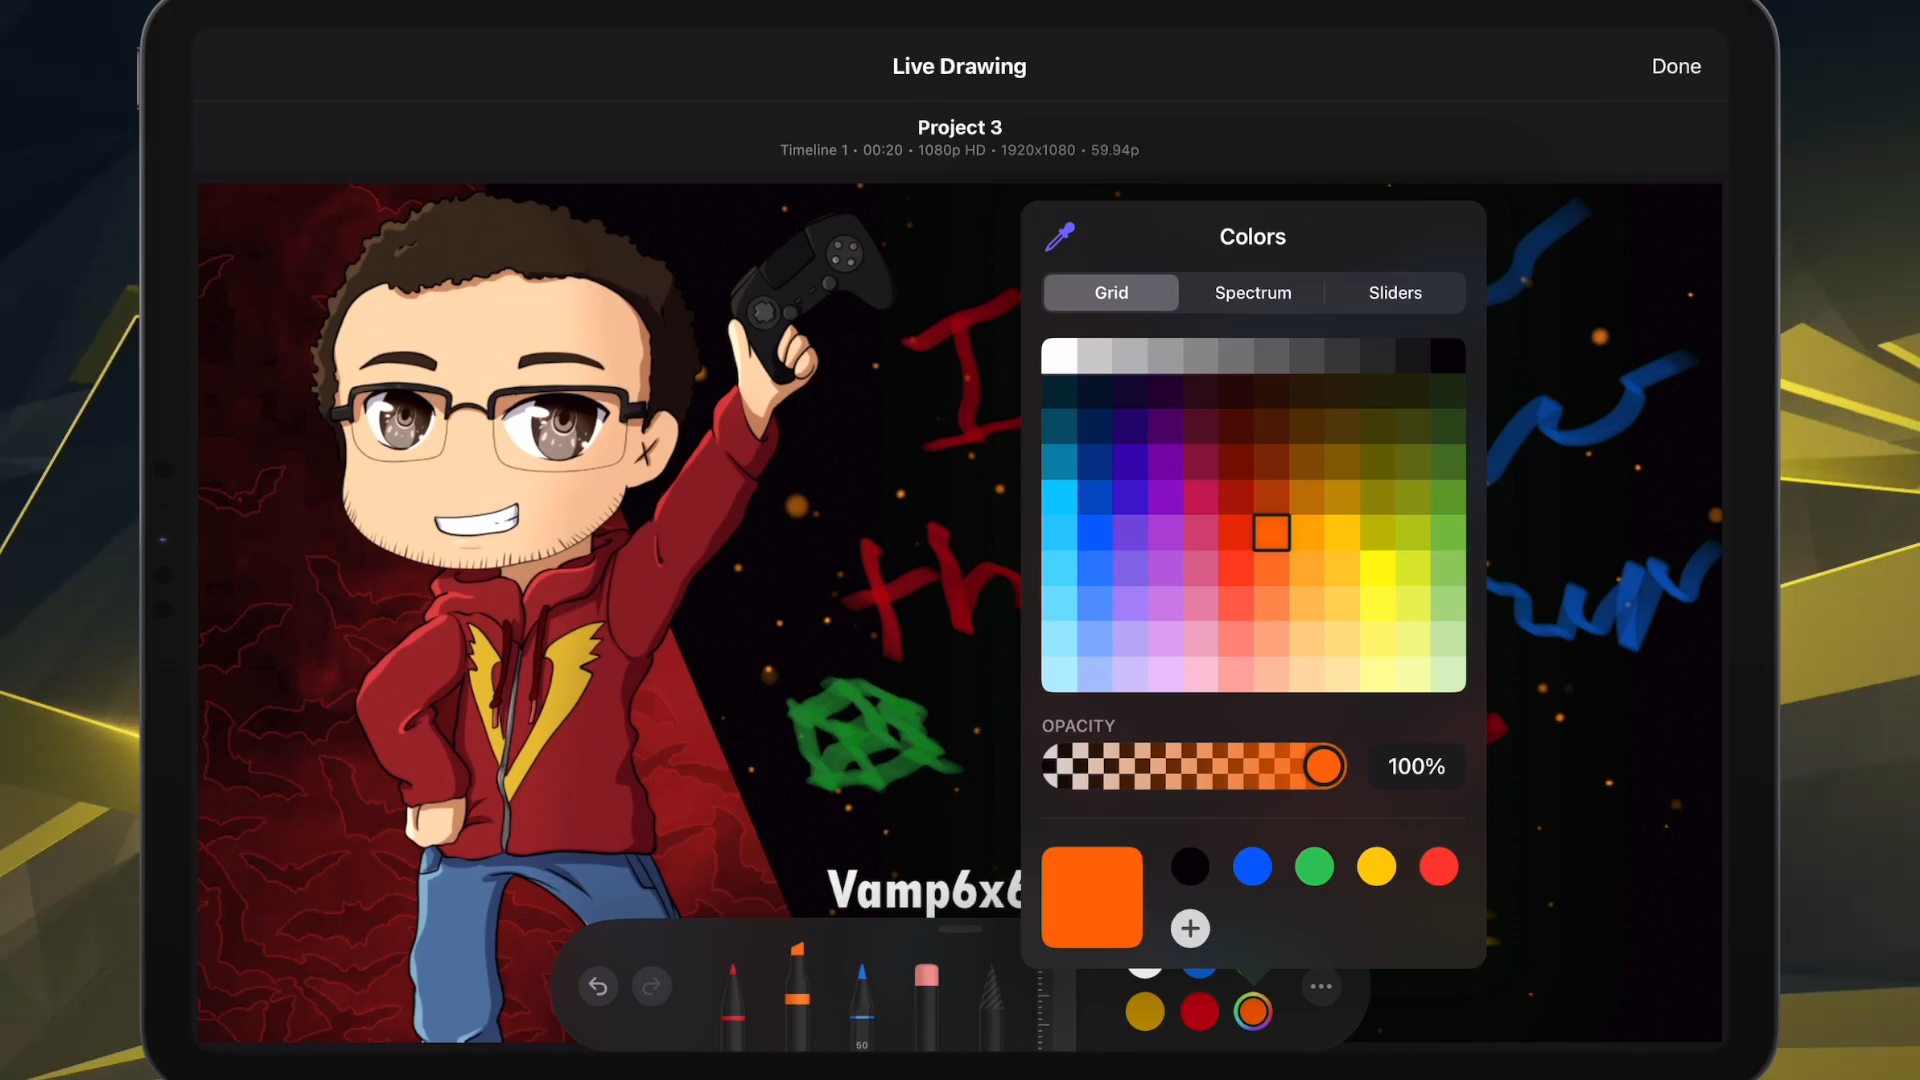 Live Drawing
Done
Project 3
Timeline 1 • 00:20 • 1080p HD • 1920x1080 • 59.94p
Colors
Grid
Spectrum
Sliders
I
th
OPACITY
100%
Vamp6x6
50